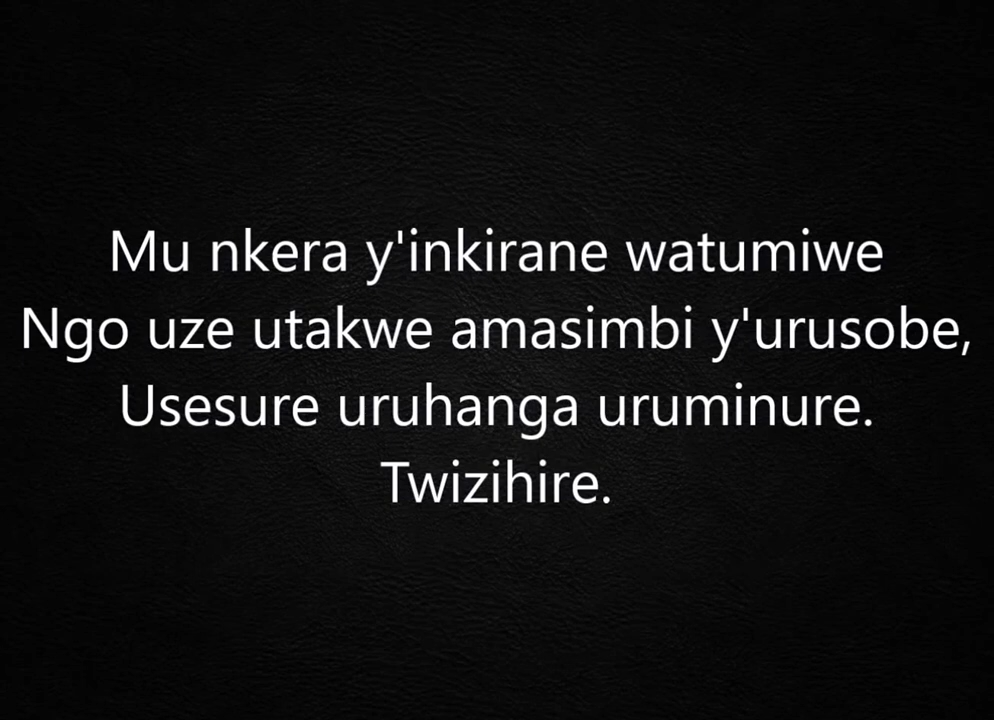 Mu nkera y'inkirane watumiwe
Ngo uze utakwe amasimbi y'urusobe,
Usesure uruhanga uruminure.
Twizihire.